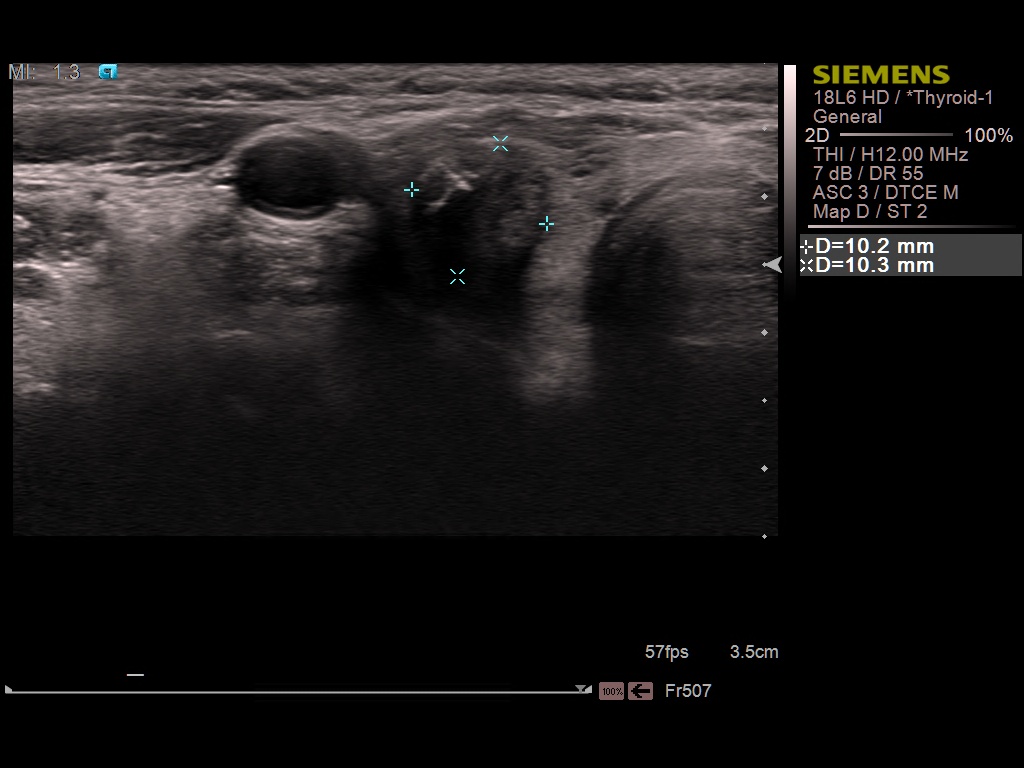 MI: 1.3
SIEMENS
18L6 HD / *Thyroid-1
General
2D 100%
THI / H12.00 MHz
7 dB / DR 55
ASC 3 / DTCE M
Map D / ST 2
D=10.2 mm
D=10.3 mm
57fps 3.5cm
100% Fr507